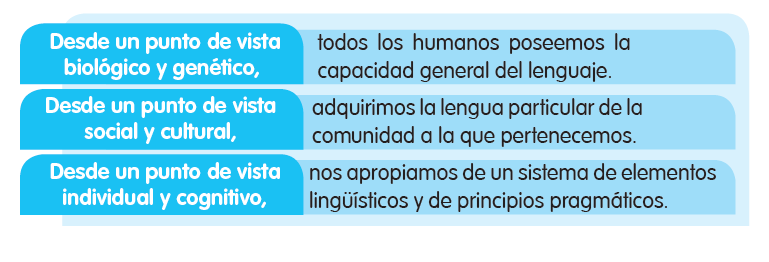 Desde un punto de vista todos los humanos poseemos la
biológico y genético, capacidad general del lenguaje.
Desde un punto de vista adquirimos la lengua particular de la
social y cultural, comunidad a la que pertenecemos.
Desde un punto de vista nos apropiamos de un sistema de elementos
individual y cognitivo, lingüísticos y de principios pragmáticos.